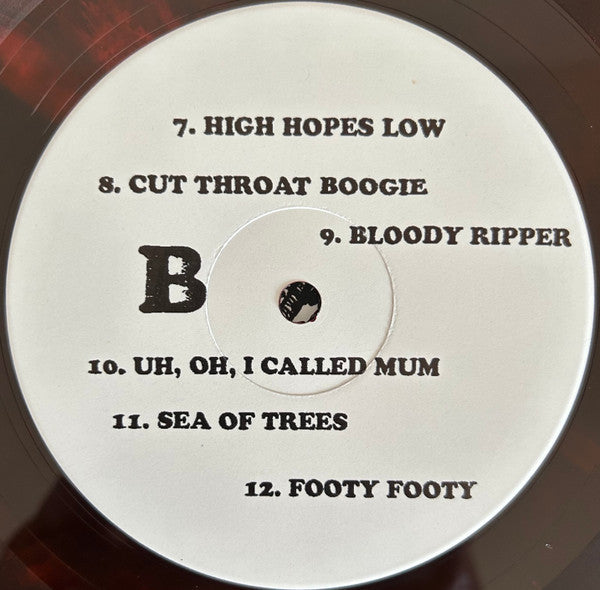 7. HIGH HOPES LOW
8. CUT THROAT BOOGIE
9. BLOODY RIPPER
B
10. UH, OH, I CALLED MUM
11. SEA OF TREES
12. FOOTY FOOTY